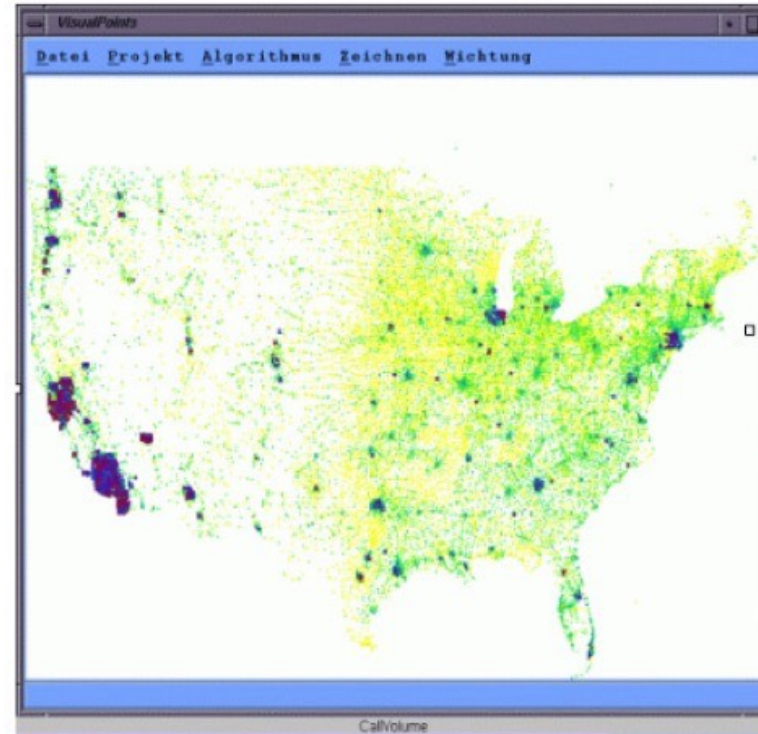 VisualPoints
Datei Projekt Algorithmus Zeichnen Wichtung
CallVolume